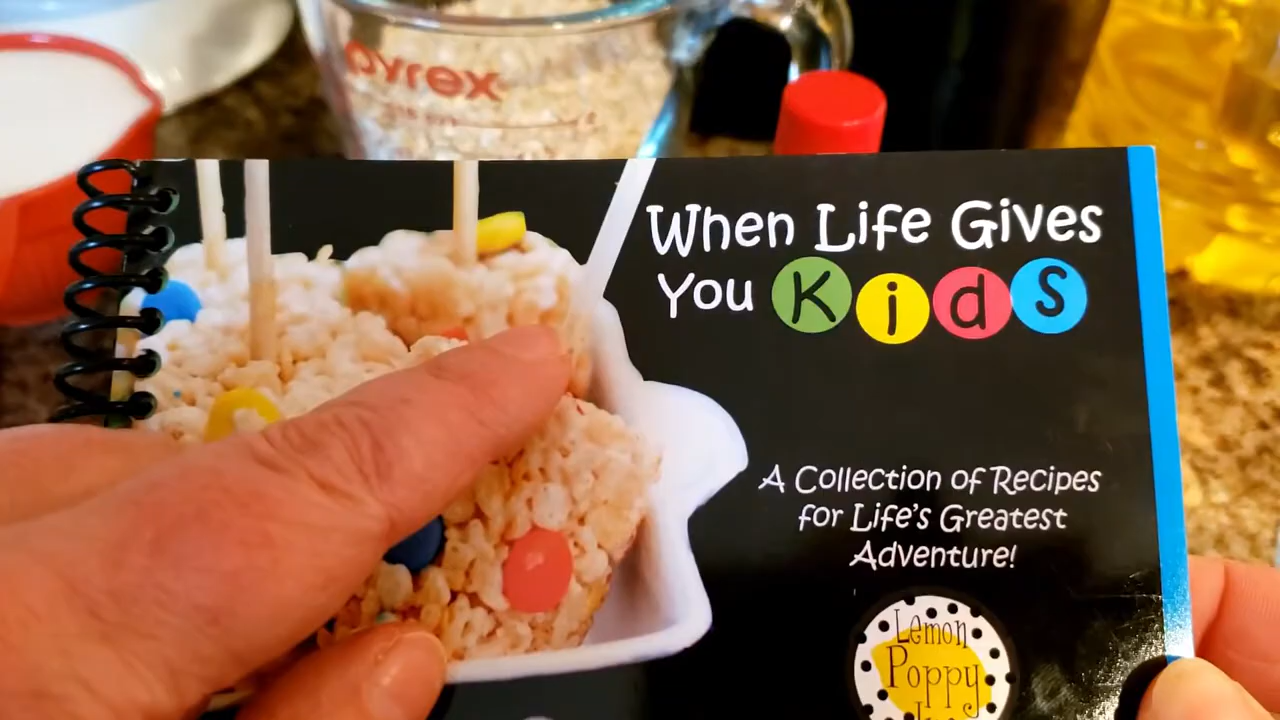 pyrex
When Life Gives
You Kids
A Collection of Recipes
for Life's Greatest
Adventure!
Lemon
Poppy